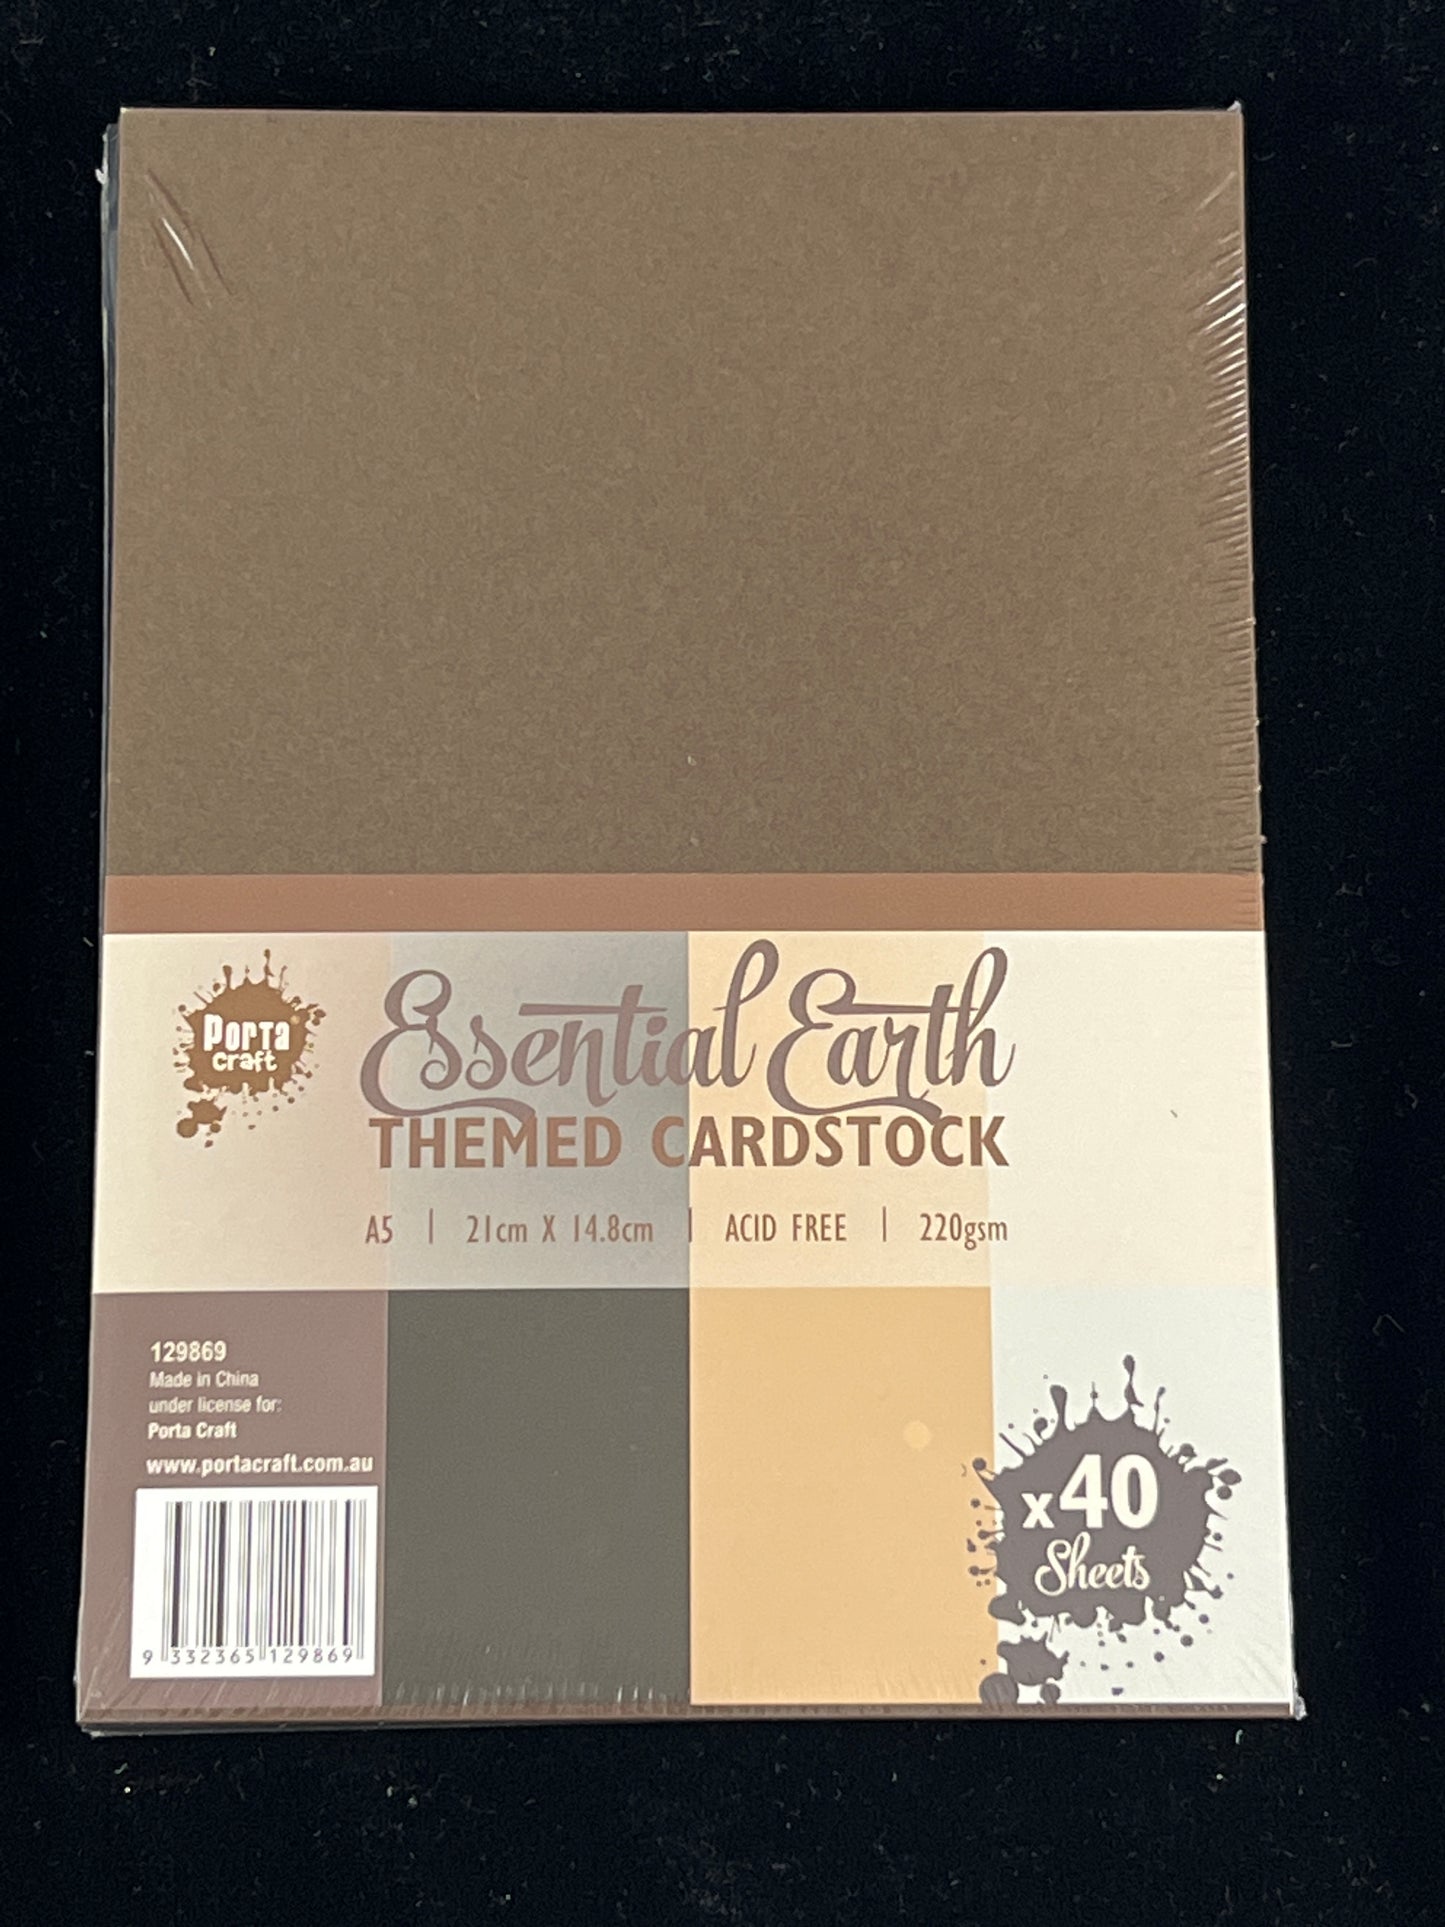 Porta
craft
Essential Earth
THEMED CARDSTOCK
A5 | 21cm X 14.8cm | ACID FREE | 220gsm
129869
Made in China
under license for:
Porta Craft
www.portacraft.com.au
x40
Sheets
9 332365 129869